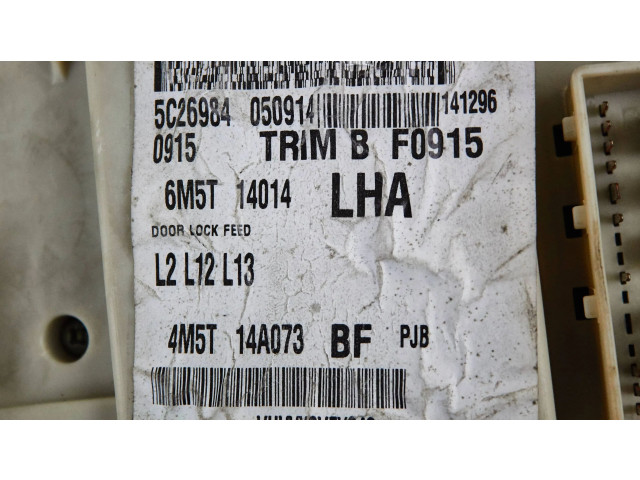 5C26984 050914 141296
0915 TRIM B F0915
6M5T 14014 LHA
DOOR LOCK FEED
L2 L12 L13
4M5T 14A073 BF PJB